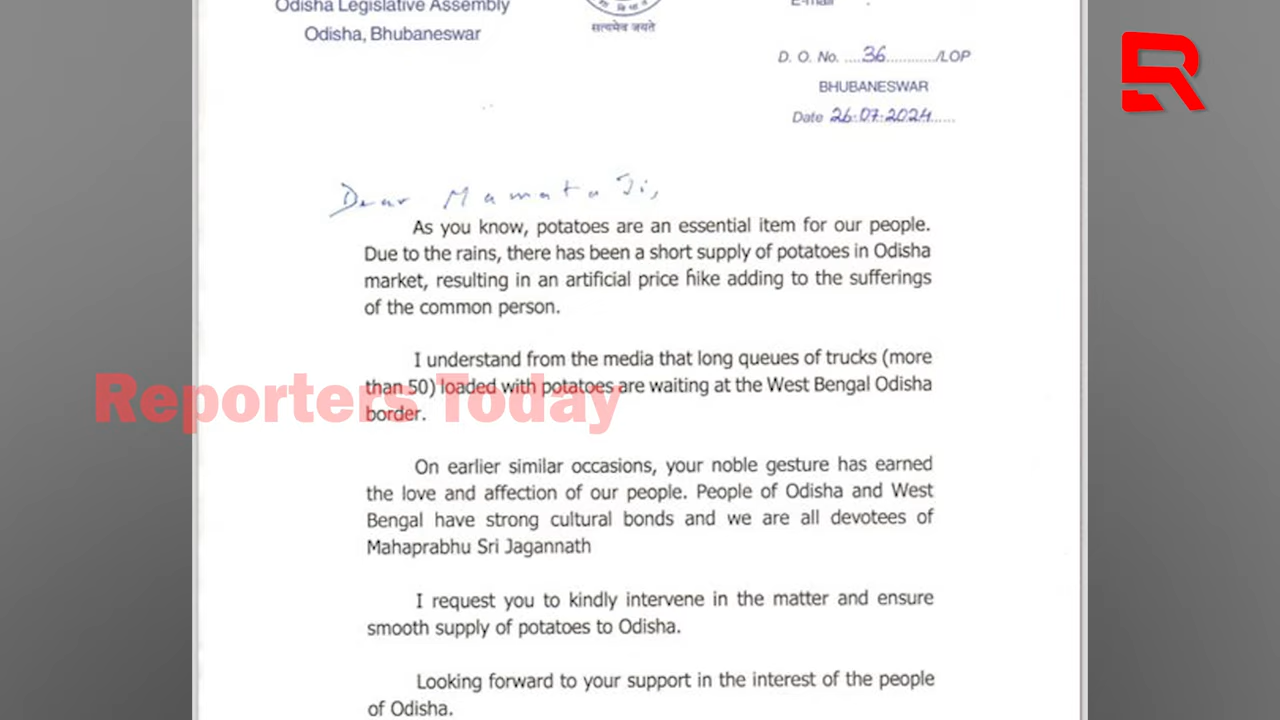 Odisha Legislative Assembly
Odisha, Bhubaneswar
सत्यमेव जयते
E-mail :
D. O. No. ....36............/LOP
BHUBANESWAR
Date 26.07.2024......
Dear Mamata Ji,
As you know, potatoes are an essential item for our people.
Due to the rains, there has been a short supply of potatoes in Odisha
market, resulting in an artificial price hike adding to the sufferings
of the common person.
I understand from the media that long queues of trucks (more
than 50) loaded with potatoes are waiting at the West Bengal Odisha
border.
Reporters Today
On earlier similar occasions, your noble gesture has earned
the love and affection of our people. People of Odisha and West
Bengal have strong cultural bonds and we are all devotees of
Mahaprabhu Sri Jagannath
I request you to kindly intervene in the matter and ensure
smooth supply of potatoes to Odisha.
Looking forward to your support in the interest of the people
of Odisha.